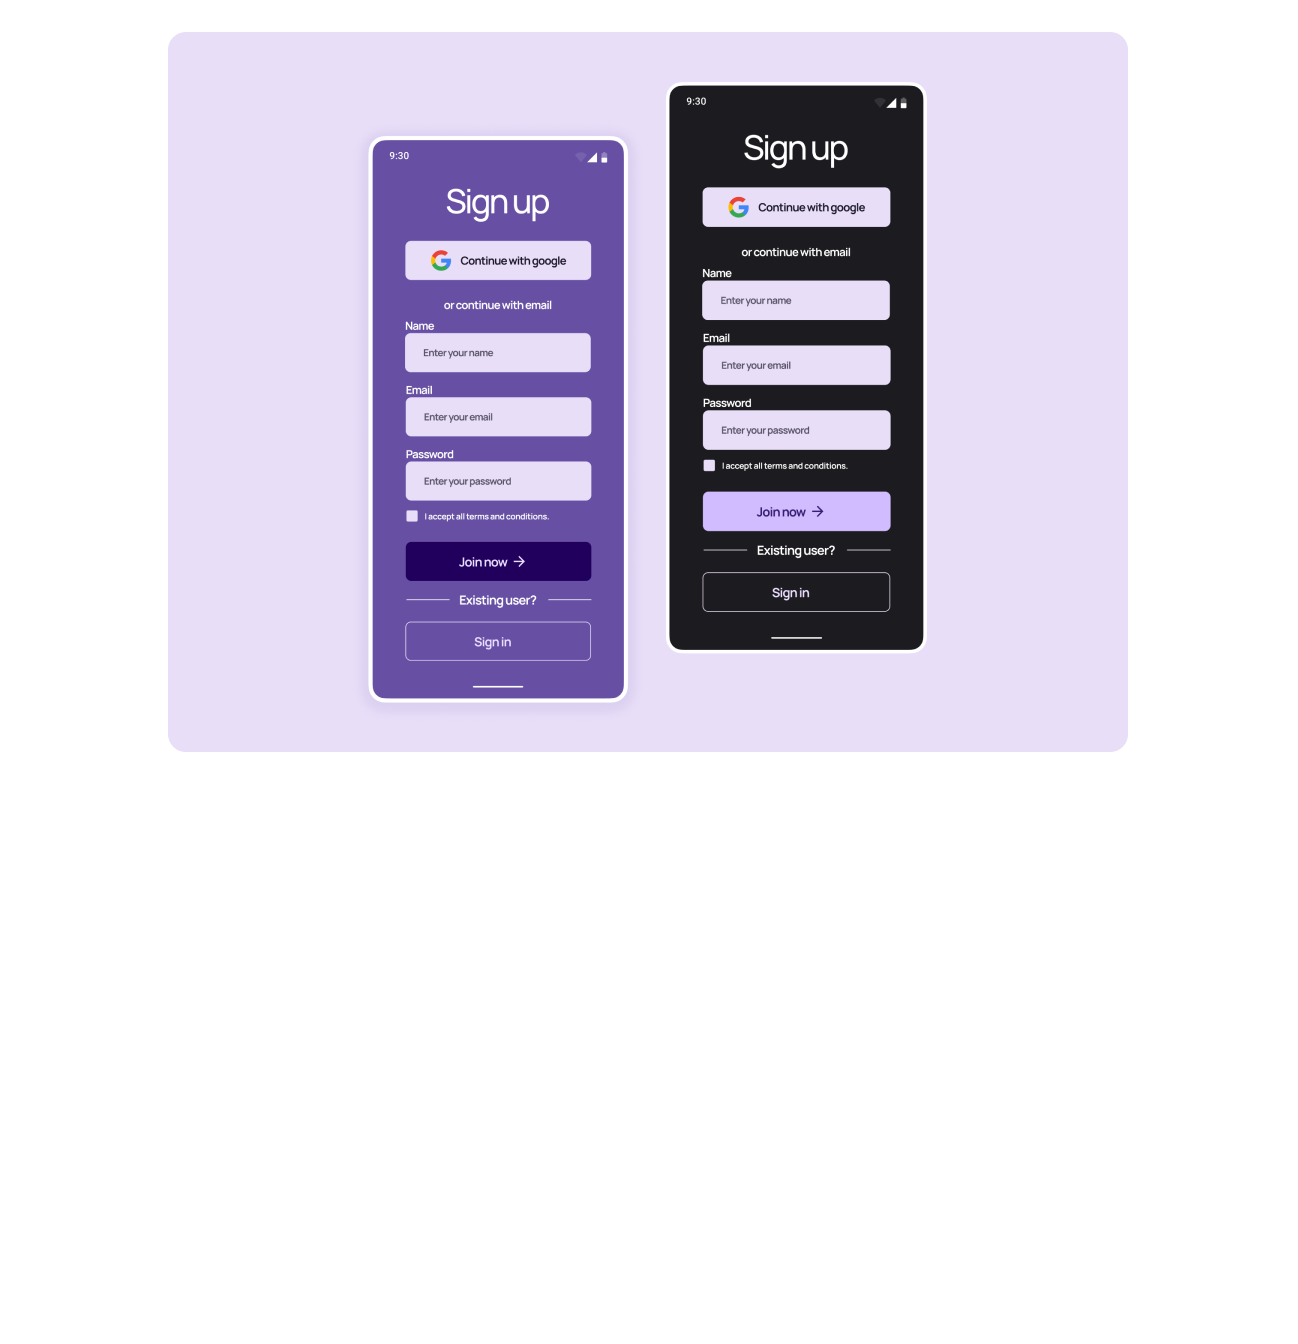 9:30
Sign up
Continue with google
or continue with email
Name
Enter your name
Email
Enter your email
Password
Enter your password
I accept all terms and conditions.
Join now
Existing user?
Sign in
9:30
Sign up
Continue with google
or continue with email
Name
Enter your name
Email
Enter your email
Password
Enter your password
I accept all terms and conditions.
Join now
Existing user?
Sign in